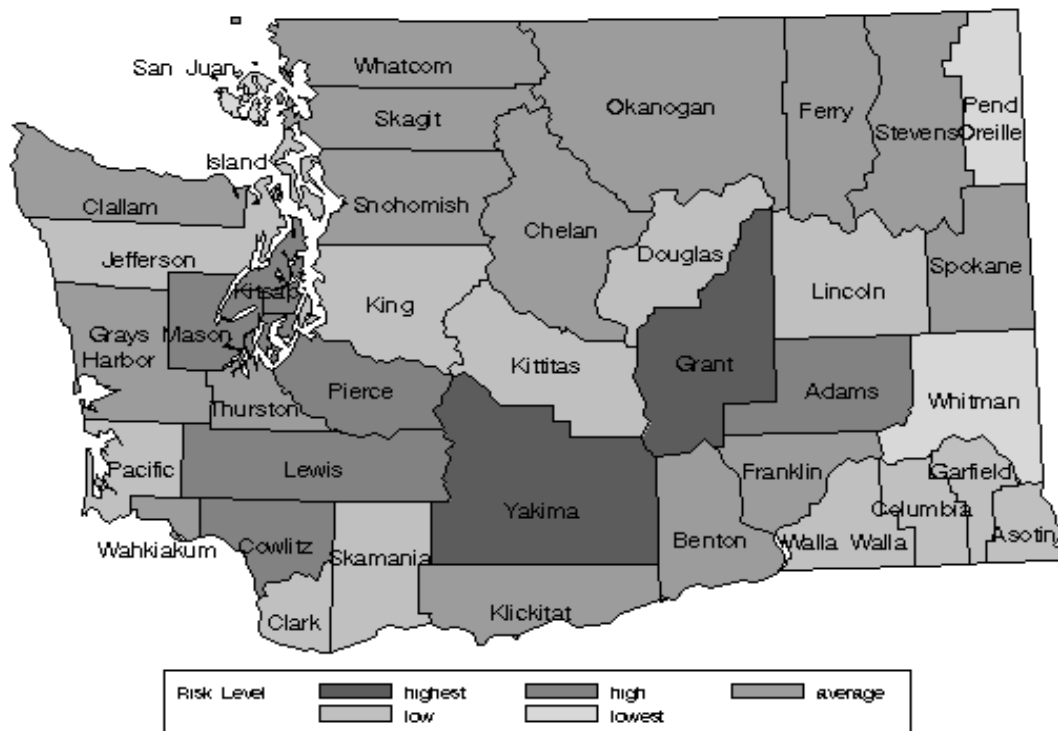 San Juan
Whatcom
Okanogan
Ferry
Stevens
Pend
Oreille
Skagit
Island
Clallam
Snohomish
Chelan
Douglas
Jefferson
Kitsap
King
Lincoln
Spokane
Grays
Harbor
Mason
Kittitas
Grant
Pierce
Adams
Whitman
Thurston
Pacific
Lewis
Franklin
Garfield
Yakima
Columbia
Wahkiakum
Cowlitz
Skamania
Benton
Walla Walla
Asotin
Clark
Klickitat
Risk Level highest high average
low lowest